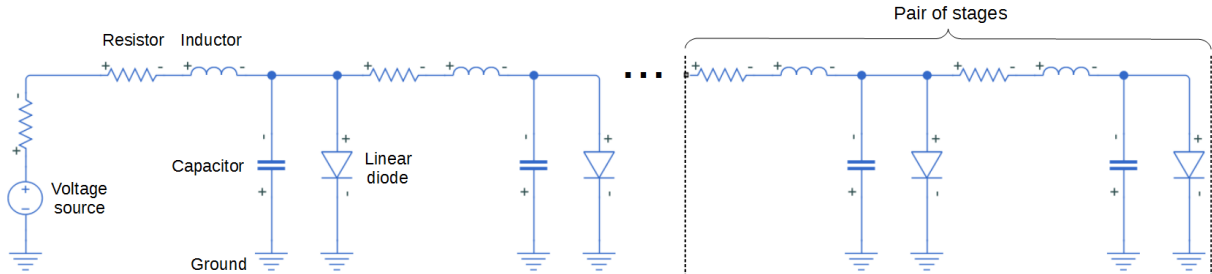 Pair of stages
Resistor Inductor
...
Capacitor
Linear
diode
Voltage
source
Ground